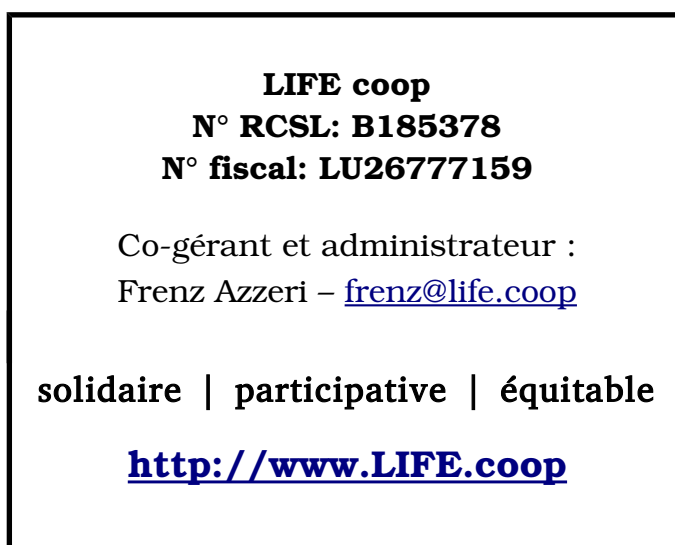 LIFE coop
N° RCSL: B185378
N° fiscal: LU26777159
Co-gérant et administrateur :
Frenz Azzeri – frenz@life.coop
solidaire | participative | équitable
http://www.LIFE.coop